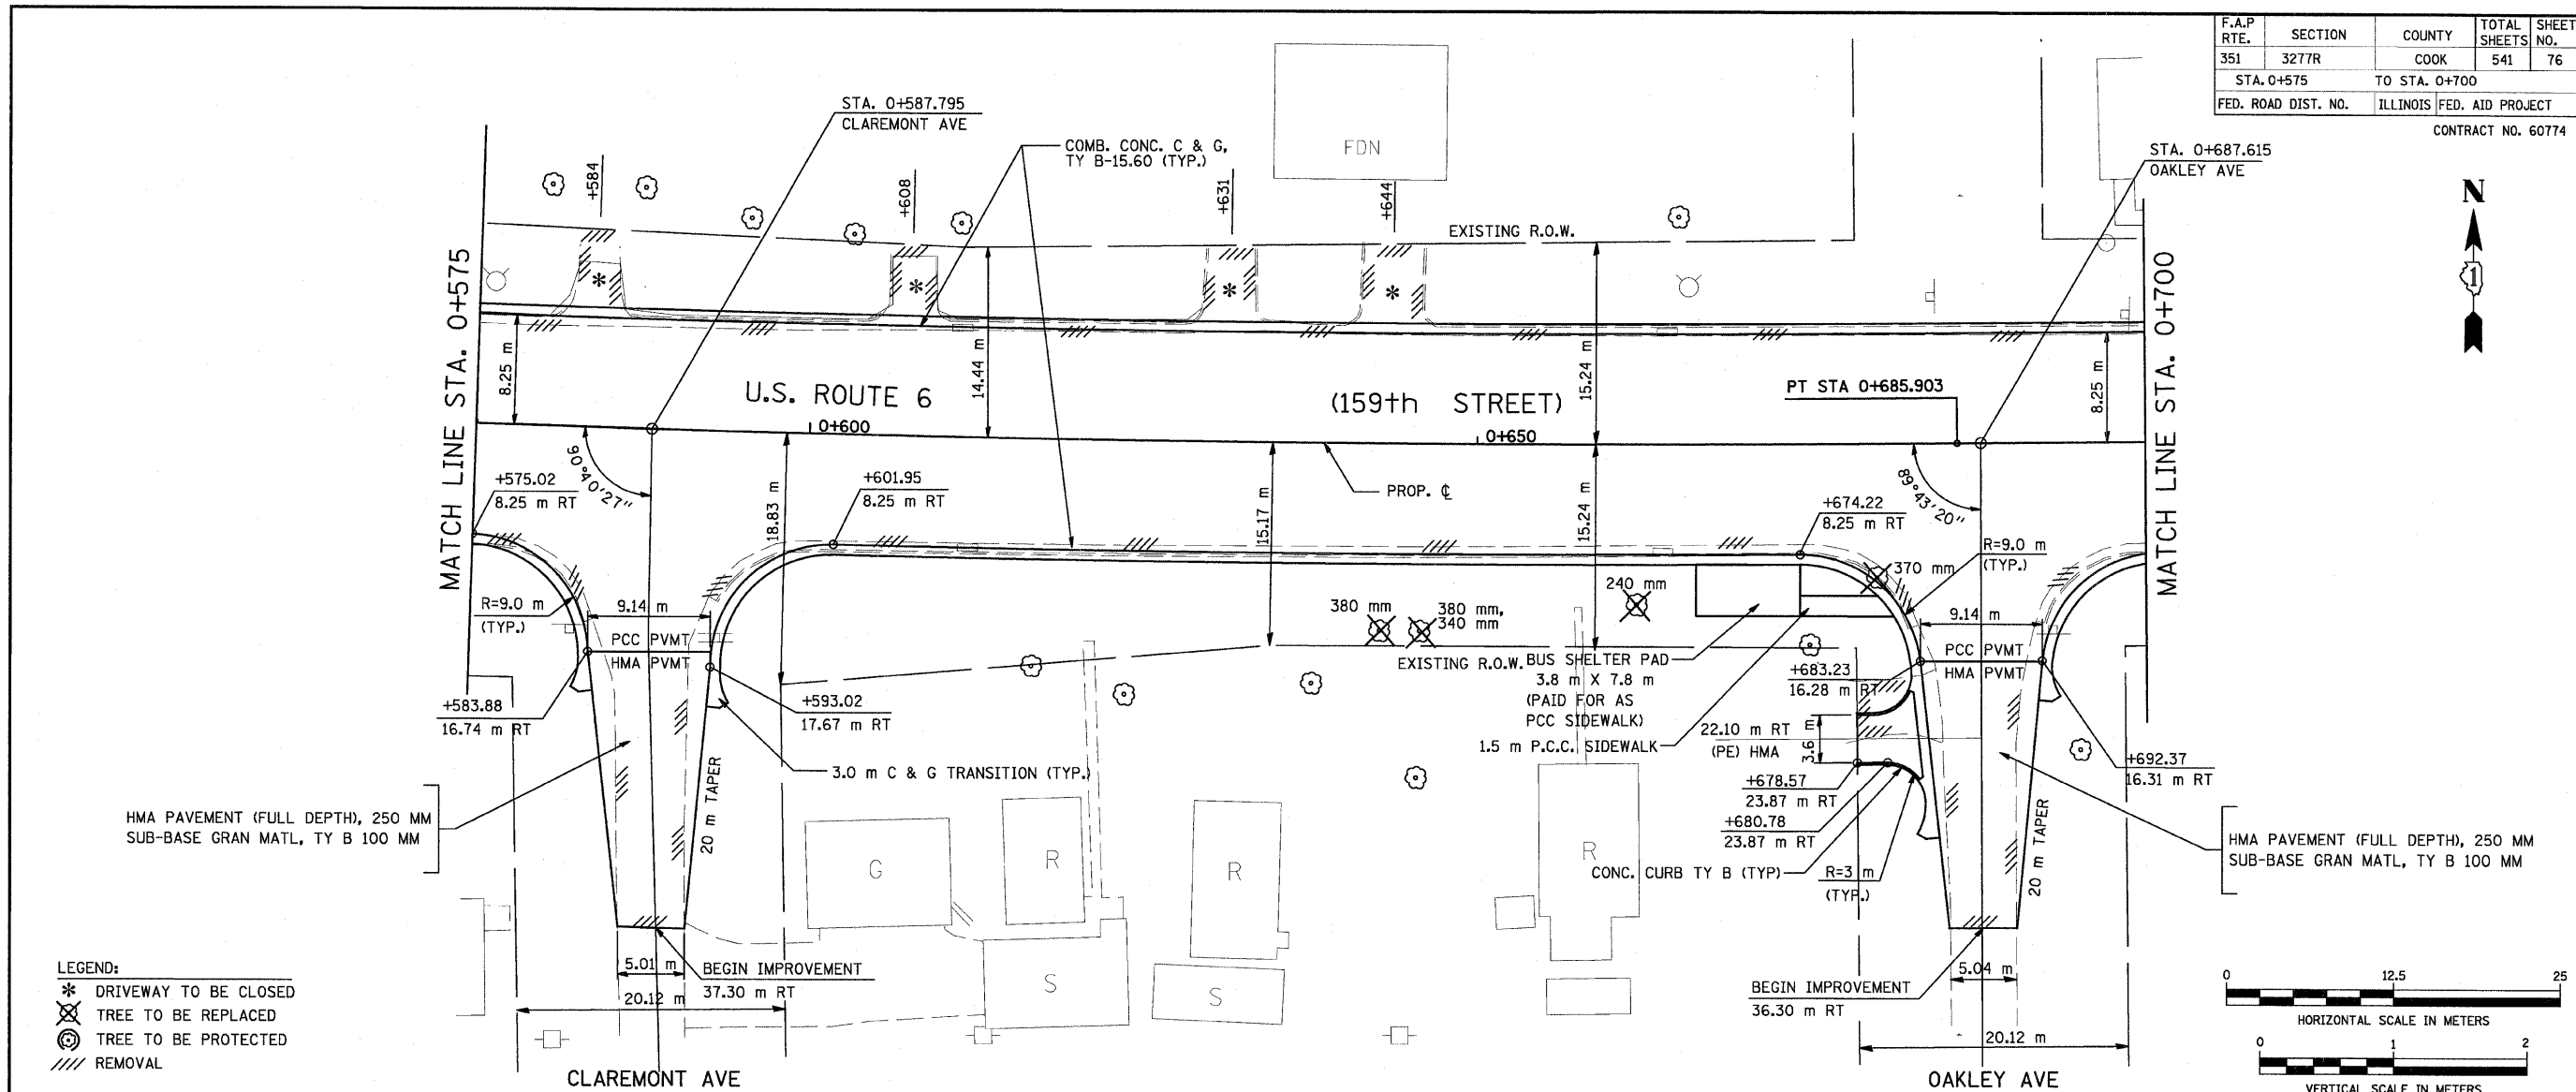 F.A.P RTE. SECTION COUNTY TOTAL SHEETS SHEET NO.
351 3277R COOK 541 76
STA. 0+575 TO STA. 0+700
FED. ROAD DIST. NO. ILLINOIS FED. AID PROJECT
CONTRACT NO. 60774
N
1
STA. 0+587.795
CLAREMONT AVE
COMB. CONC. C & G,
TY B-15.60 (TYP.)
FDN
STA. 0+687.615
OAKLEY AVE
+584
+608
+631
+644
EXISTING R.O.W.
* * * *
MATCH LINE STA. 0+575
MATCH LINE STA. 0+700
8.25 m
14.44 m
15.24 m
8.25 m
U.S. ROUTE 6
(159th STREET)
PT STA 0+685.903
0+600
0+650
PROP. ℄
90°40'27"
89°43'20"
+575.02
8.25 m RT
+601.95
8.25 m RT
18.83 m
15.17 m
15.24 m
+674.22
8.25 m RT
R=9.0 m
(TYP.)
370 mm
240 mm
380 mm
380 mm,
340 mm
R=9.0 m
(TYP.)
9.14 m
PCC PVMT
HMA PVMT
9.14 m
PCC PVMT
HMA PVMT
EXISTING R.O.W.
BUS SHELTER PAD
3.8 m X 7.8 m
(PAID FOR AS
PCC SIDEWALK)
1.5 m P.C.C. SIDEWALK
+583.88
16.74 m RT
+593.02
17.67 m RT
+683.23
16.28 m RT
22.10 m RT
(PE) HMA
3.6 m
+692.37
16.31 m RT
3.0 m C & G TRANSITION (TYP.)
+678.57
23.87 m RT
+680.78
23.87 m RT
CONC. CURB TY B (TYP)
R=3 m
(TYP.)
HMA PAVEMENT (FULL DEPTH), 250 MM
SUB-BASE GRAN MATL, TY B 100 MM
HMA PAVEMENT (FULL DEPTH), 250 MM
SUB-BASE GRAN MATL, TY B 100 MM
20 m TAPER
20 m TAPER
G
R
R
R
S
S
5.01 m
BEGIN IMPROVEMENT
37.30 m RT
20.12 m
5.04 m
BEGIN IMPROVEMENT
36.30 m RT
20.12 m
LEGEND:
* DRIVEWAY TO BE CLOSED
TREE TO BE REPLACED
TREE TO BE PROTECTED
REMOVAL
CLAREMONT AVE
OAKLEY AVE
0 12.5 25
HORIZONTAL SCALE IN METERS
0 1 2
VERTICAL SCALE IN METERS